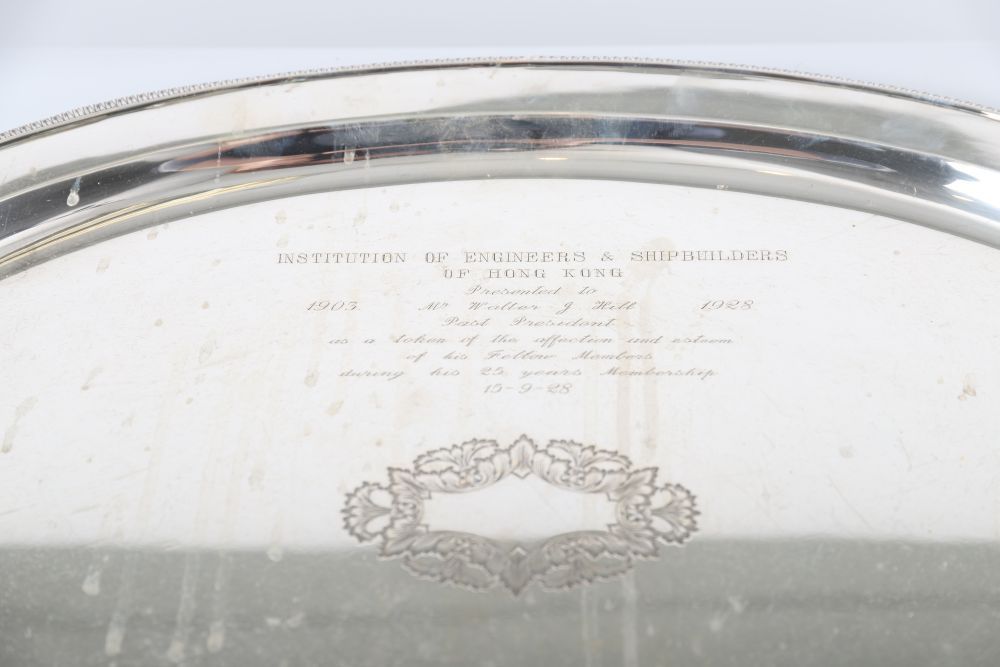 INSTITUTION OF ENGINEERS & SHIPBUILDERS
OF HONG KONG
Presented to
1903 Mr Walter J Hill 1928
Past President
as a token of the affection and esteem
of his Fellow Members
during his 25 years Membership
15-9-28